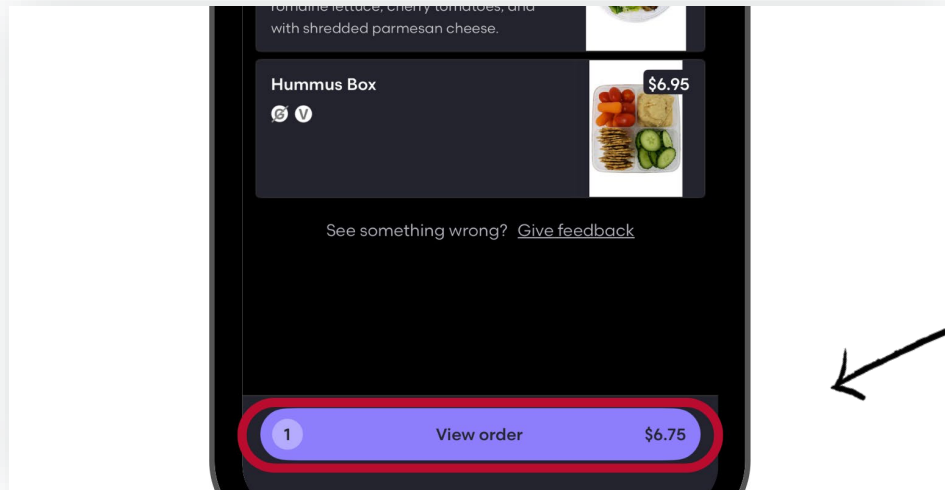 romaine lettuce, cherry tomatoes, and
with shredded parmesan cheese.
Hummus Box
$6.95
G V
See something wrong? Give feedback
1 View order $6.75